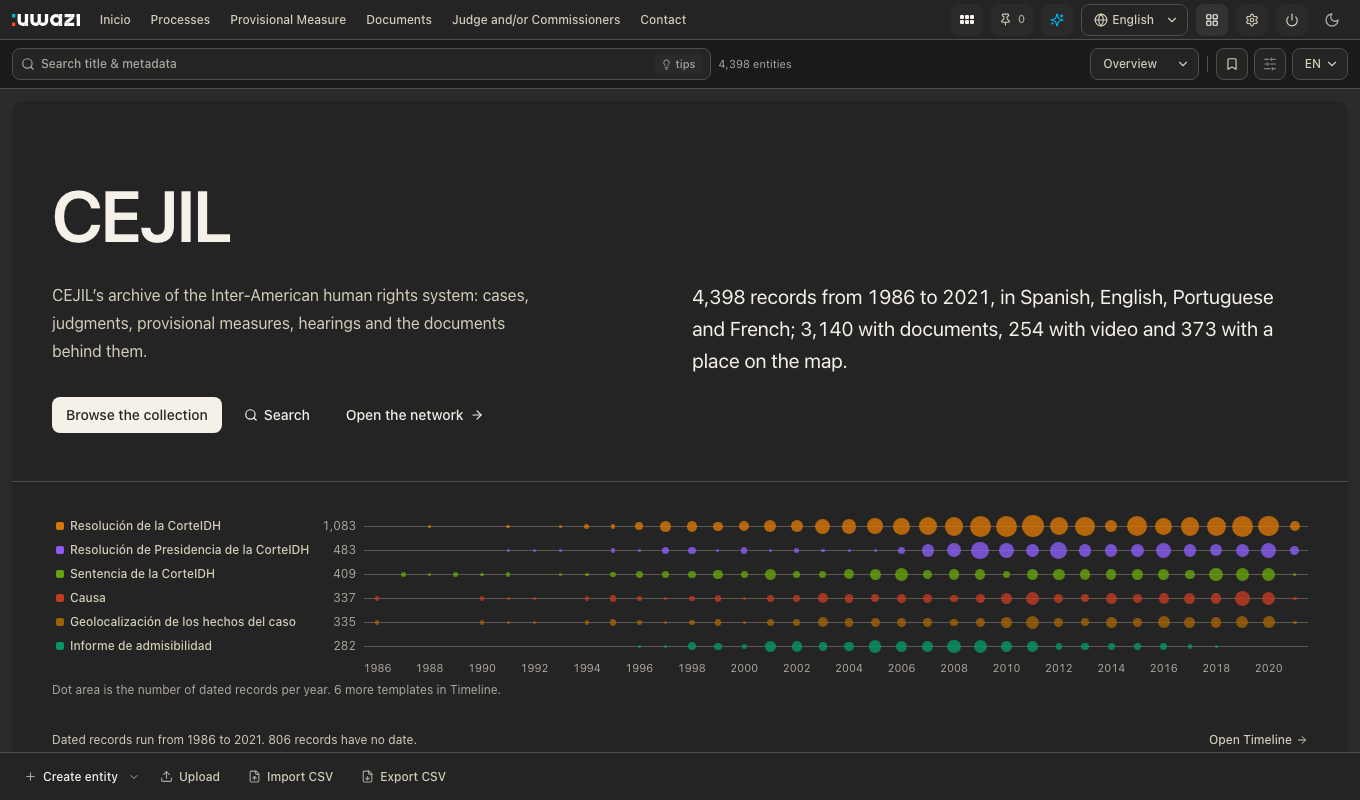 uwazi
Inicio
Processes
Provisional Measure
Documents
Judge and/or Commissioners
Contact
0
English
Search title & metadata
tips
4,398 entities
Overview
EN
CEJIL
CEJIL’s archive of the Inter-American human rights system: cases,
judgments, provisional measures, hearings and the documents
behind them.
4,398 records from 1986 to 2021, in Spanish, English, Portuguese
and French; 3,140 with documents, 254 with video and 373 with a
place on the map.
Browse the collection
Search
Open the network
Resolución de la CorteIDH 1,083
Resolución de Presidencia de la CorteIDH 483
Sentencia de la CorteIDH 409
Causa 337
Geolocalización de los hechos del caso 335
Informe de admisibilidad 282
1986 1988 1990 1992 1994 1996 1998 2000 2002 2004 2006 2008 2010 2012 2014 2016 2018 2020
Dot area is the number of dated records per year. 6 more templates in Timeline.
Dated records run from 1986 to 2021. 806 records have no date.
Open Timeline
Create entity
Upload
Import CSV
Export CSV